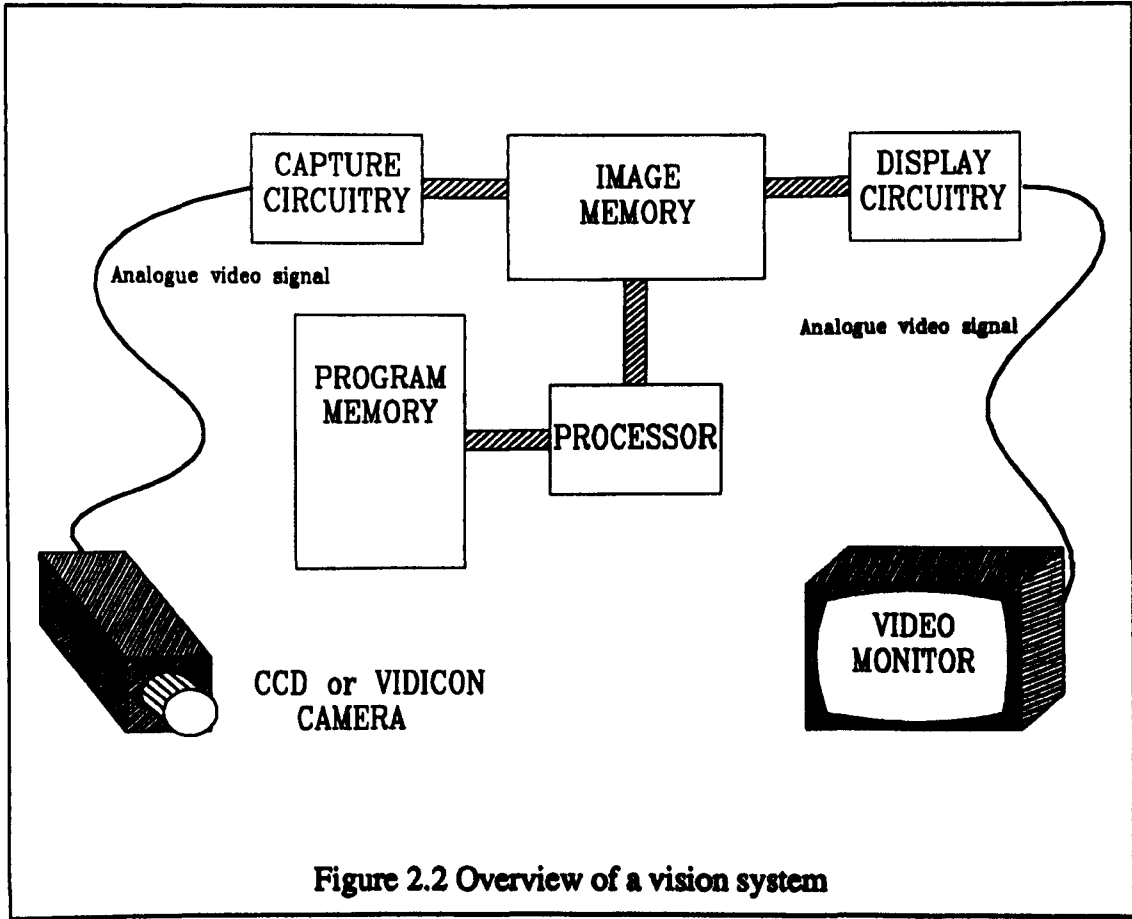 CAPTURE
CIRCUITRY
IMAGE
MEMORY
DISPLAY
CIRCUITRY
Analogue video signal
Analogue video signal
PROGRAM
MEMORY
PROCESSOR
VIDEO
MONITOR
CCD or VIDICON
CAMERA
Figure 2.2 Overview of a vision system